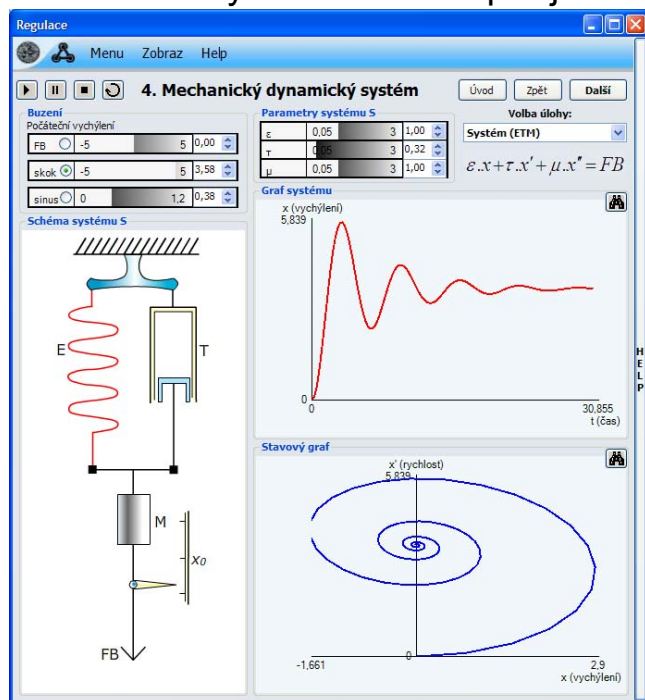 Regulace
Menu Zobraz Help
4. Mechanický dynamický systém
Úvod Zpět Další
Buzení
Počáteční vychýlení
FB -5 5 0,00
skok -5 5 3,58
sinus 0 1,2 0,38
Parametry systému S
ε 0,05 3 1,00
τ 0,05 3 0,32
μ 0,05 3 1,00
Volba úlohy:
Systém (ETM)
ε.x+τ.x'+μ.x''=FB
Schéma systému S
E
T
M
x₀
FB
Graf systému
x (vychýlení)
5,839
0
0
30,855
t (čas)
Stavový graf
x' (rychlost)
5,839
0
-1,661
2,9
x (vychýlení)
HELP